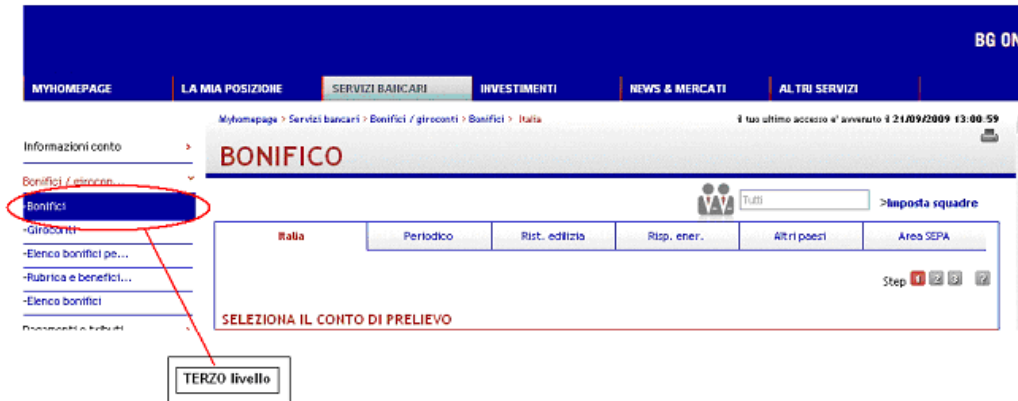 BG ON
MYHOMEPAGE LA MIA POSIZIONE SERVIZI BANCARI INVESTIMENTI NEWS & MERCATI ALTRI SERVIZI
Myhomepage > Servizi bancari > Bonifici / giroconti > Bonifici > Italia
il tuo ultimo accesso e' avvenuto il 21/09/2009 13:00:59
Informazioni conto >
BONIFICO
Bonifici / girocon...
-Bonifici
Tutti >Imposta squadre
-Giroconti
Italia Periodico Rist. edilizia Risp. ener. Altri paesi Area SEPA
-Elenco bonifici pe...
-Rubrica e benefici...
Step 1 2 3 ?
-Elenco bonifici
SELEZIONA IL CONTO DI PRELIEVO
Pagamenti e tributi
TERZO livello